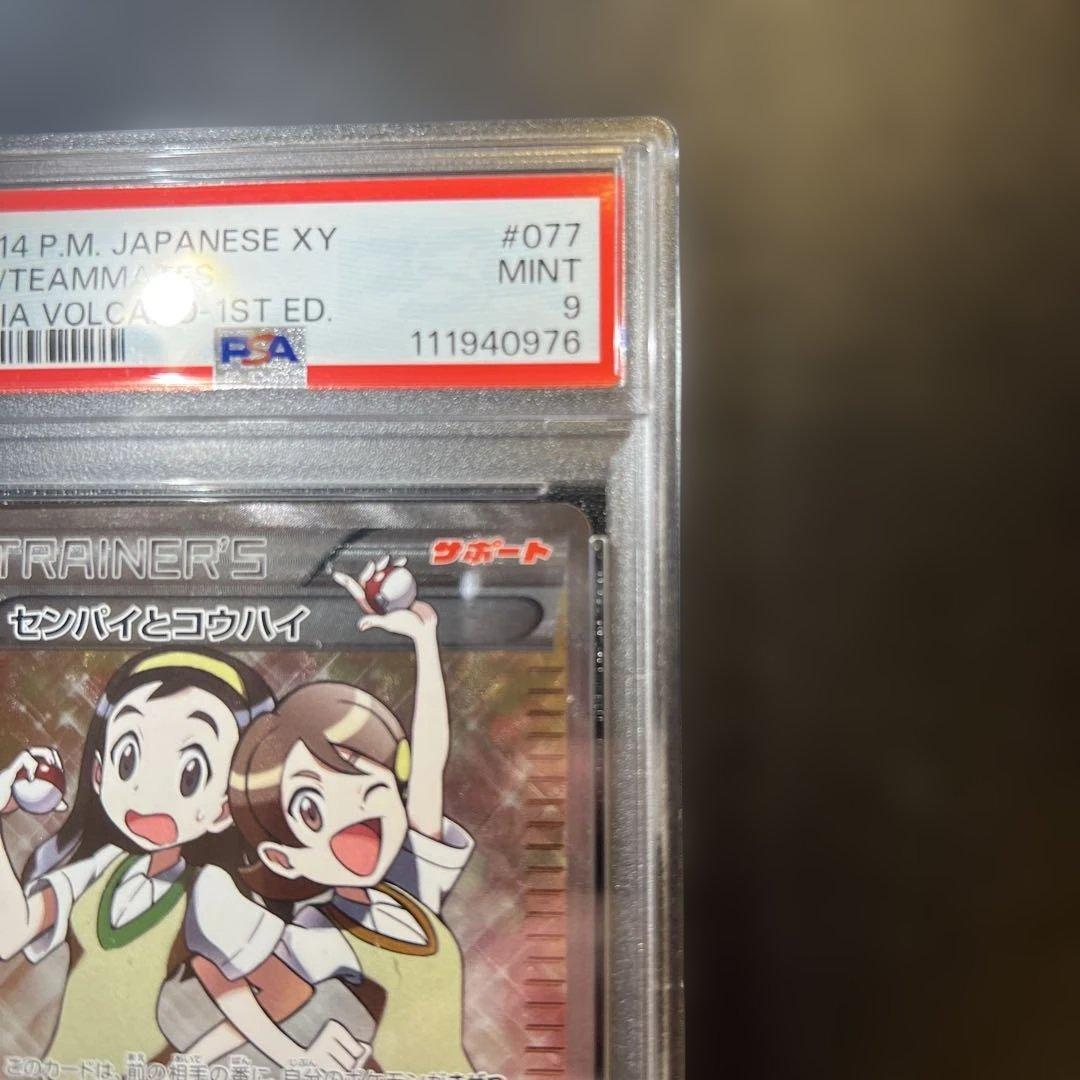 14 P.M. JAPANESE XY #077
/TEAMMATES MINT
IA VOLCANO-1ST ED. 9
PSA 111940976
TRAINER'S サポート
センパイとコウハイ
このカードは、前の相手の番に、自分のポケモンがきぜつ